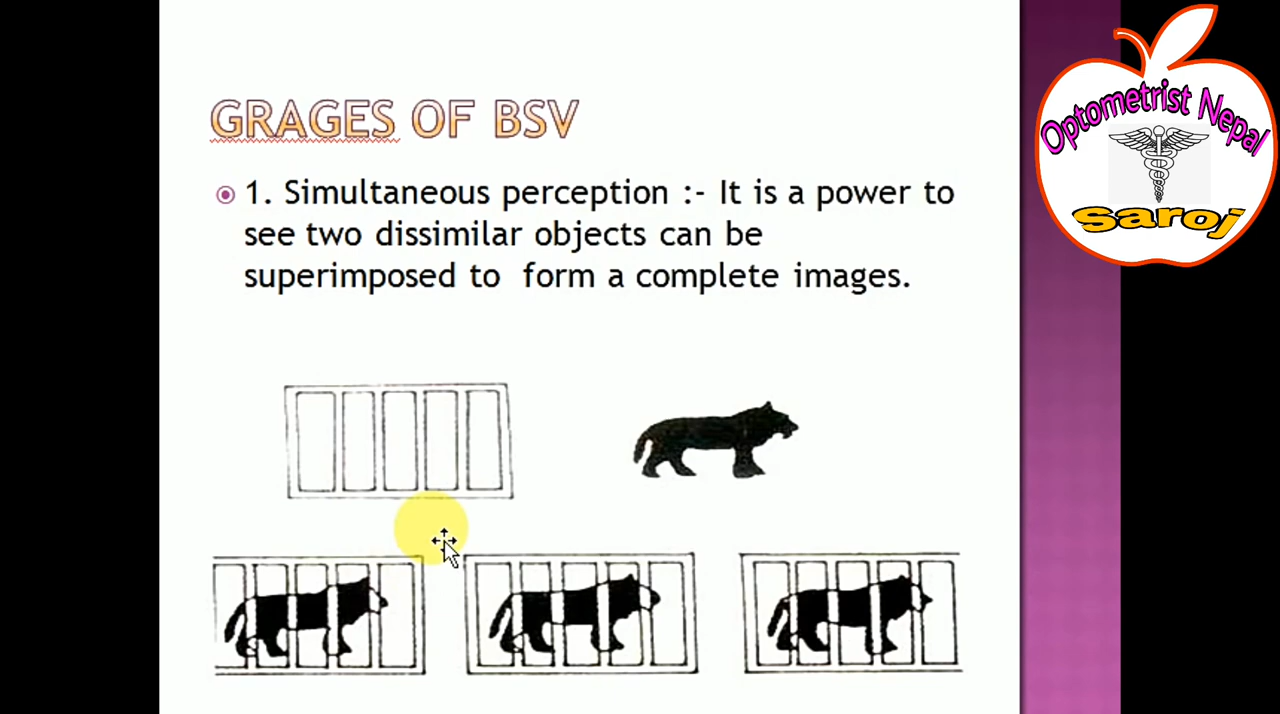 GRAGES OF BSV
1. Simultaneous perception :- It is a power to
see two dissimilar objects can be
superimposed to form a complete images.
Optometrist Nepal
Saroj